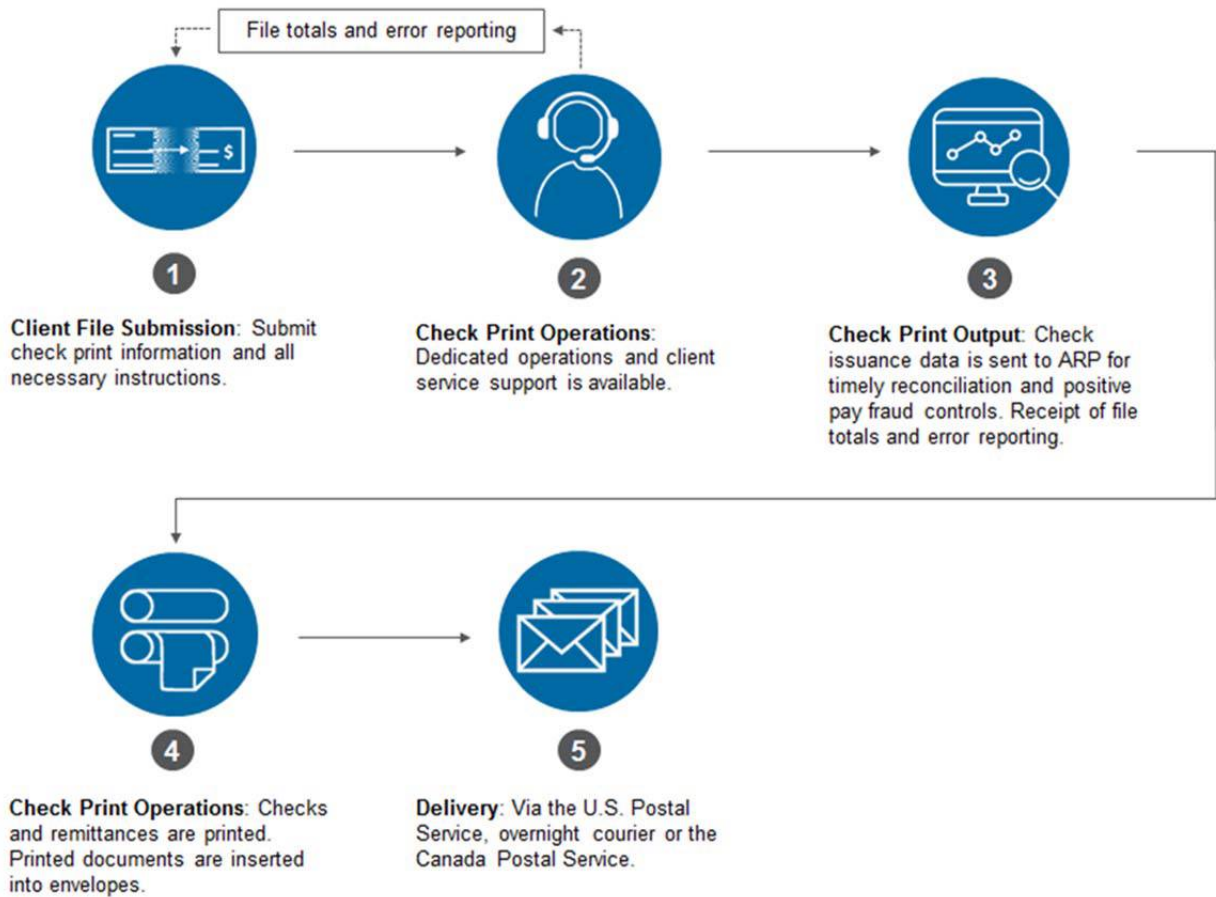 File totals and error reporting
$
1
Client File Submission: Submit
check print information and all
necessary instructions.
2
Check Print Operations:
Dedicated operations and client
service support is available.
3
Check Print Output: Check
issuance data is sent to ARP for
timely reconciliation and positive
pay fraud controls. Receipt of file
totals and error reporting.
4
Check Print Operations: Checks
and remittances are printed.
Printed documents are inserted
into envelopes.
5
Delivery: Via the U.S. Postal
Service, overnight courier or the
Canada Postal Service.